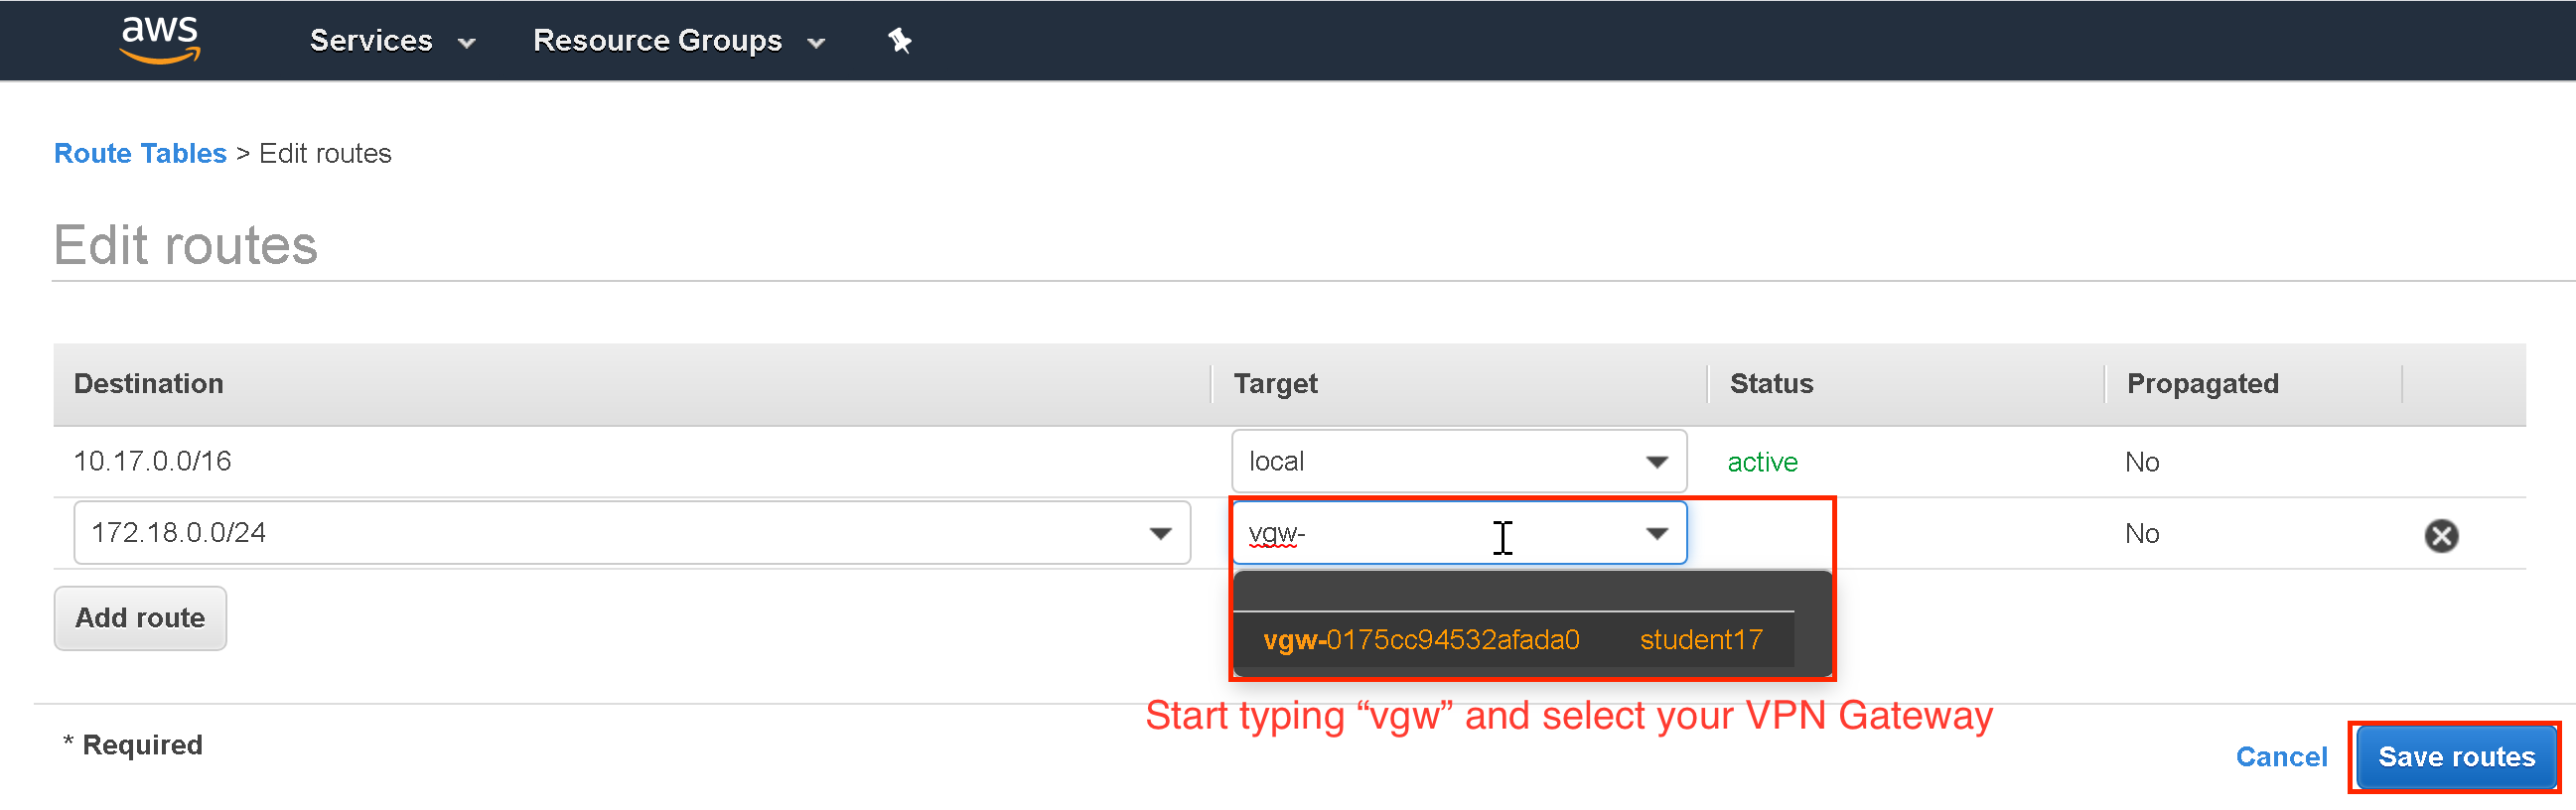 aws Services Resource Groups
Route Tables > Edit routes
Edit routes
Destination Target Status Propagated
10.17.0.0/16 local active No
172.18.0.0/24 vgw- No
vgw-0175cc94532afada0 student17
Add route
Start typing “vgw” and select your VPN Gateway
* Required
Cancel Save routes